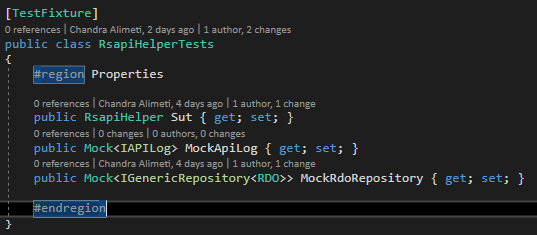 [TestFixture]
0 references | Chandra Alimeti, 2 days ago | 1 author, 2 changes
public class RsapiHelperTests
{
#region Properties
0 references | Chandra Alimeti, 4 days ago | 1 author, 1 change
public RsapiHelper Sut { get; set; }
0 references | 0 changes | 0 authors, 0 changes
public Mock<IAPILog> MockApiLog { get; set; }
0 references | Chandra Alimeti, 4 days ago | 1 author, 1 change
public Mock<IGenericRepository<RDO>> MockRdoRepository { get; set; }
#endregion
}